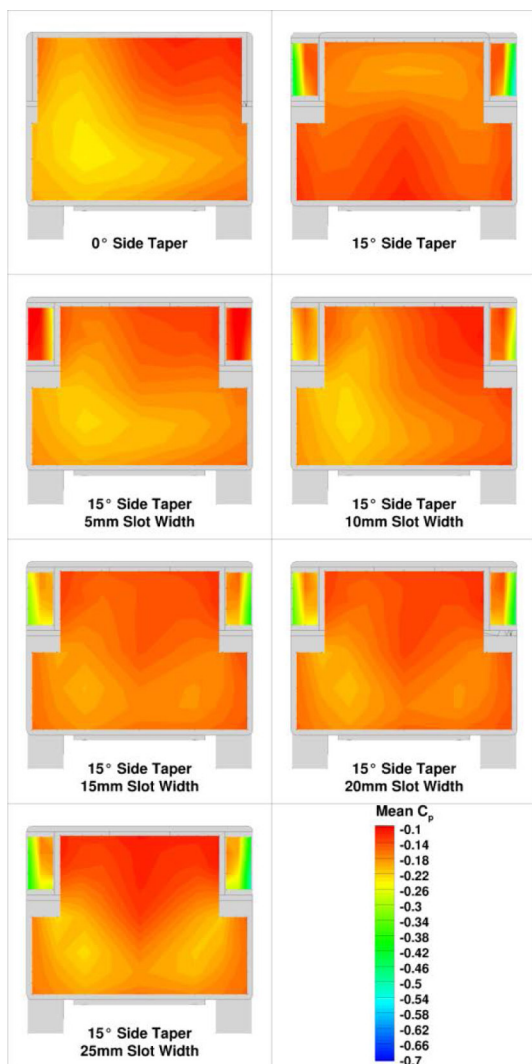 0° Side Taper
15° Side Taper
15° Side Taper
5mm Slot Width
15° Side Taper
10mm Slot Width
15° Side Taper
15mm Slot Width
15° Side Taper
20mm Slot Width
15° Side Taper
25mm Slot Width
Mean Cp
-0.1
-0.14
-0.18
-0.22
-0.26
-0.3
-0.34
-0.38
-0.42
-0.46
-0.5
-0.54
-0.58
-0.62
-0.66
-0.7